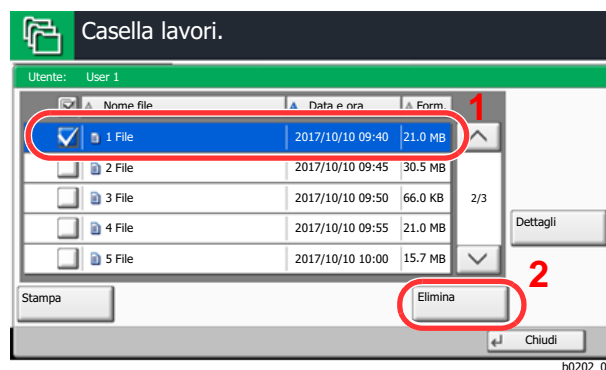 Casella lavori.
Utente: User 1
Nome file Data e ora Form.
1
1 File 2017/10/10 09:40 21.0 MB
2 File 2017/10/10 09:45 30.5 MB
3 File 2017/10/10 09:50 66.0 KB 2/3
4 File 2017/10/10 09:55 21.0 MB
Dettagli
5 File 2017/10/10 10:00 15.7 MB
2
Stampa Elimina
Chiudi
b0202_0